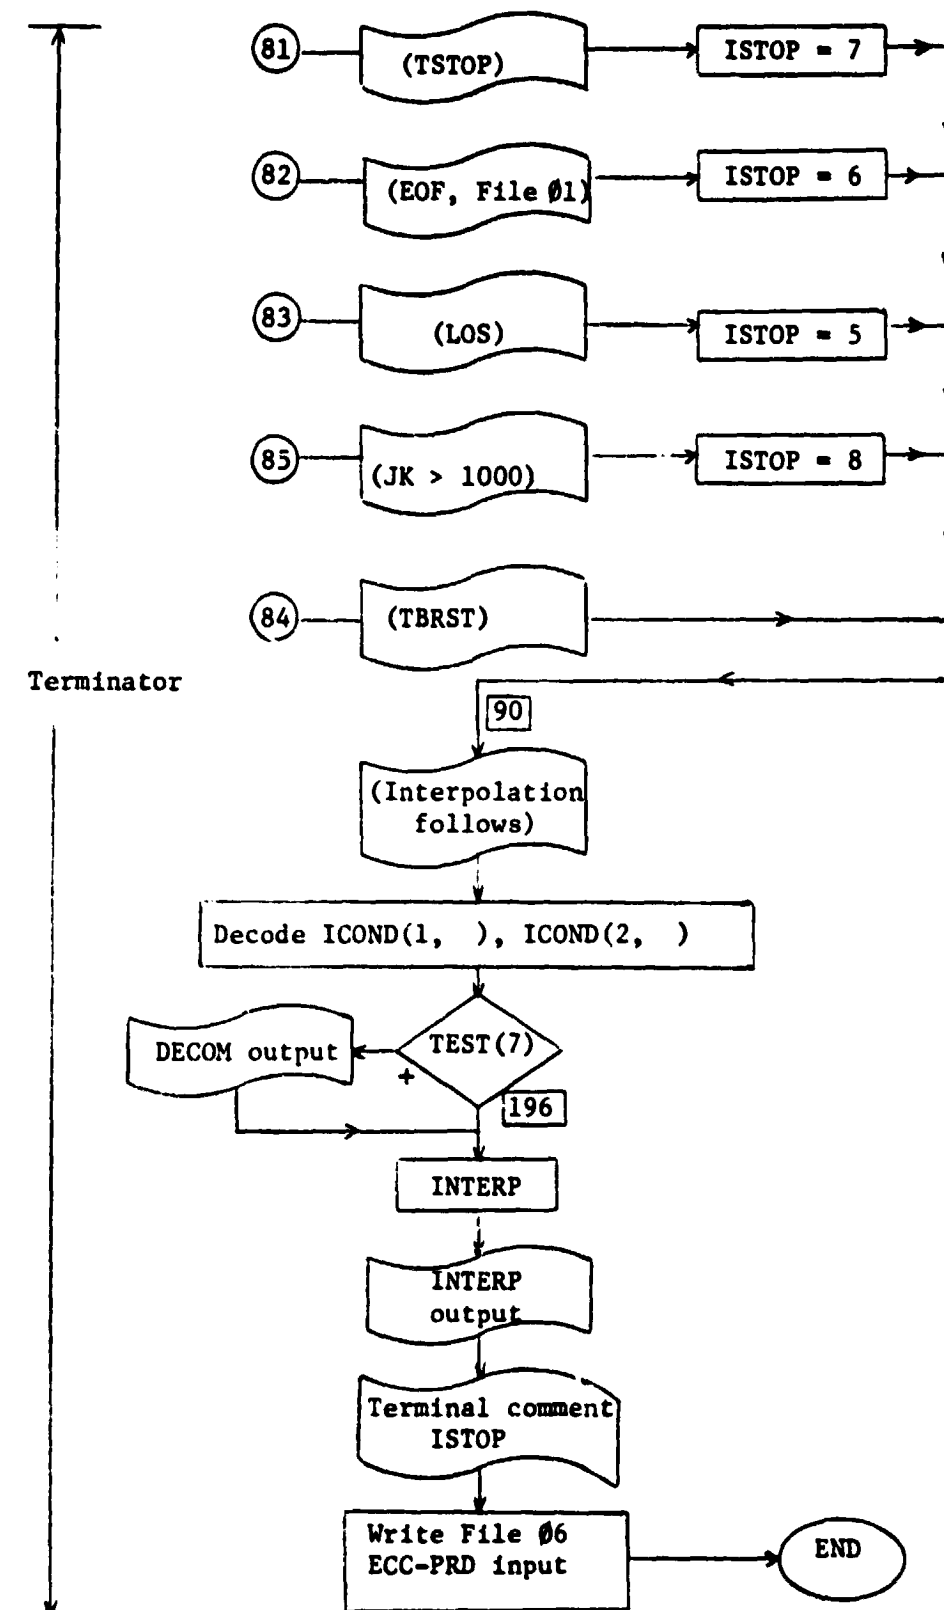 81
(TSTOP)
ISTOP = 7
82
(EOF, File Ø1)
ISTOP = 6
83
(LOS)
ISTOP = 5
85
(JK > 1000)
ISTOP = 8
84
(TBRST)
Terminator
90
(Interpolation
follows)
Decode ICOND(1,  ), ICOND(2,  )
TEST(7)
DECOM output
+
196
INTERP
INTERP
output
Terminal comment
ISTOP
Write File Ø6
ECC-PRD input
END